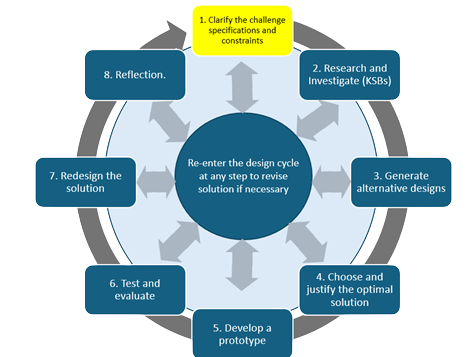 1. Clarify the challenge
specifications and
constraints
2. Research and
Investigate (KSBs)
3. Generate
alternative designs
4. Choose and
justify the optimal
solution
5. Develop a
prototype
6. Test and
evaluate
7. Redesign the
solution
8. Reflection.
Re-enter the design cycle
at any step to revise
solution if necessary